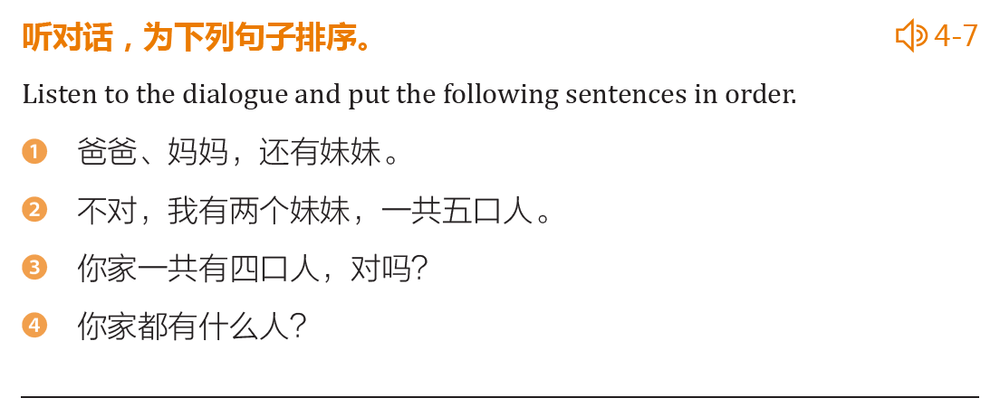 听对话，为下列句子排序。 4-7
Listen to the dialogue and put the following sentences in order.
1 爸爸、妈妈，还有妹妹。
2 不对，我有两个妹妹，一共五口人。
3 你家一共有四口人，对吗？
4 你家都有什么人？